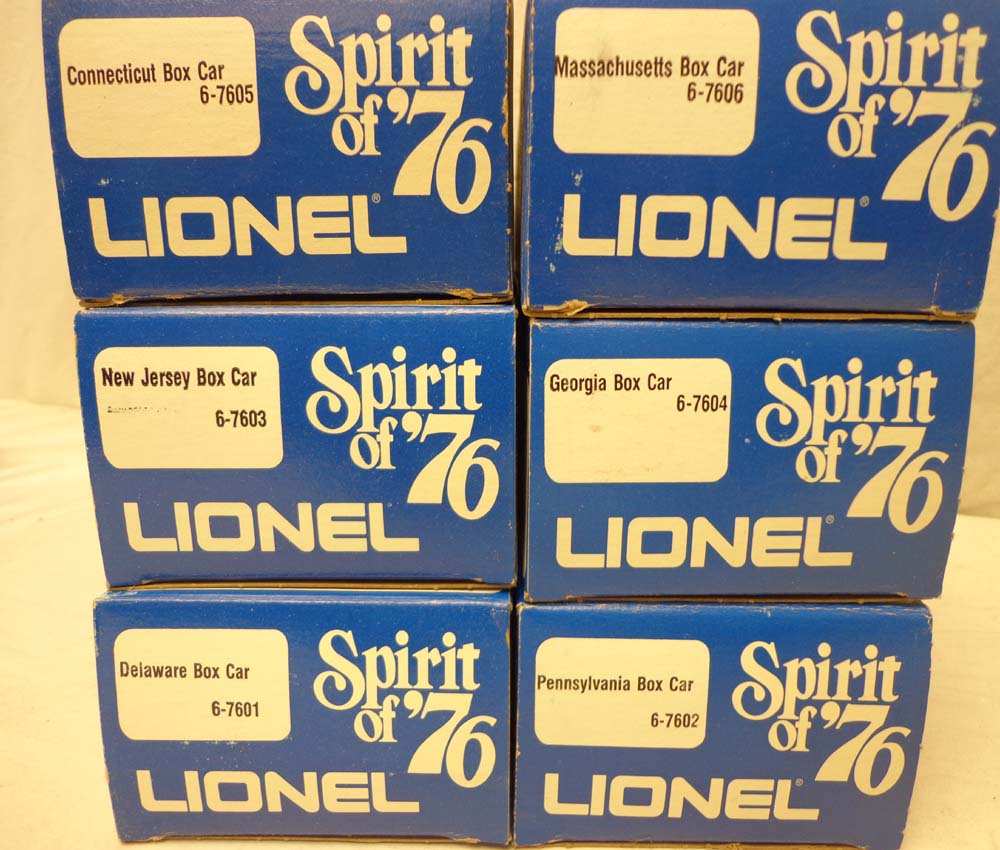 Connecticut Box Car
6-7605
Spirit
of '76
LIONEL®
Massachusetts Box Car
6-7606
Spirit
of '76
LIONEL®
New Jersey Box Car
6-7603
Spirit
of '76
LIONEL
Georgia Box Car
6-7604
Spirit
of '76
LIONEL®
Delaware Box Car
6-7601
Spirit
of '76
LIONEL
Pennsylvania Box Car
6-7602
Spirit
of '76
LIONEL®